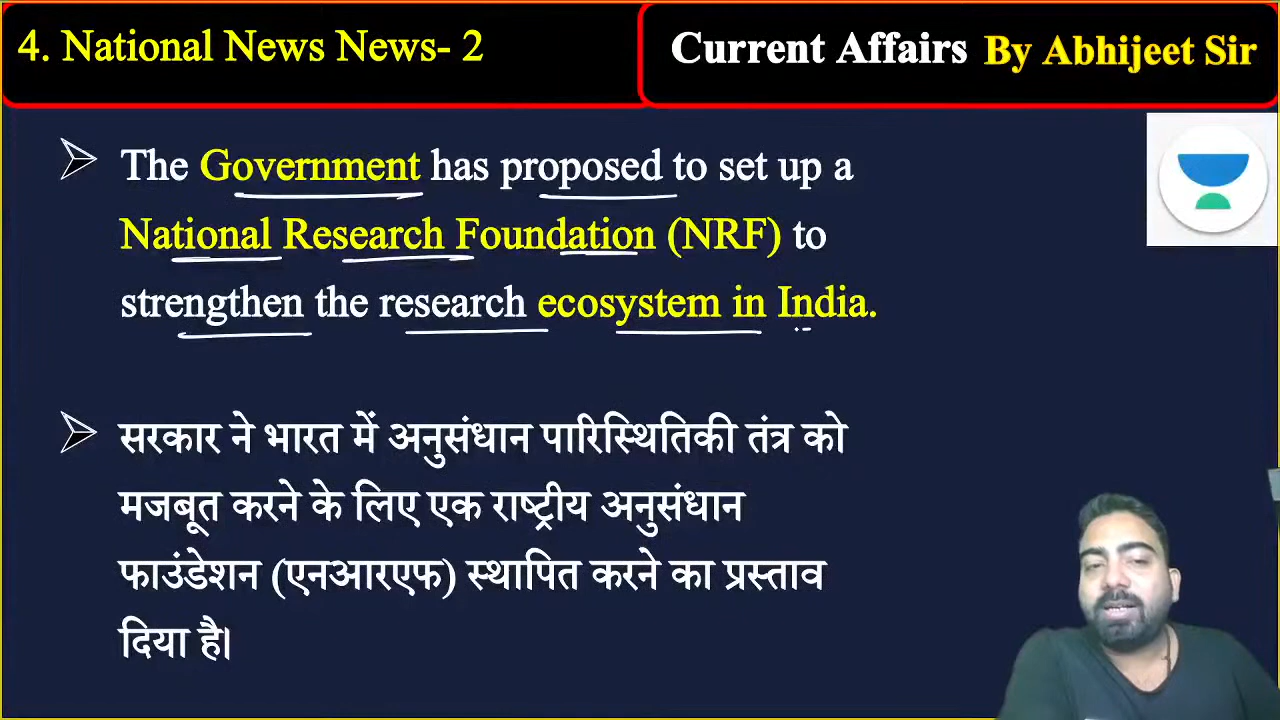 4. National News News- 2
Current Affairs By Abhijeet Sir
The Government has proposed to set up a
National Research Foundation (NRF) to
strengthen the research ecosystem in India.
सरकार ने भारत में अनुसंधान पारिस्थितिकी तंत्र को
मजबूत करने के लिए एक राष्ट्रीय अनुसंधान
फाउंडेशन (एनआरएफ) स्थापित करने का प्रस्ताव
दिया है।